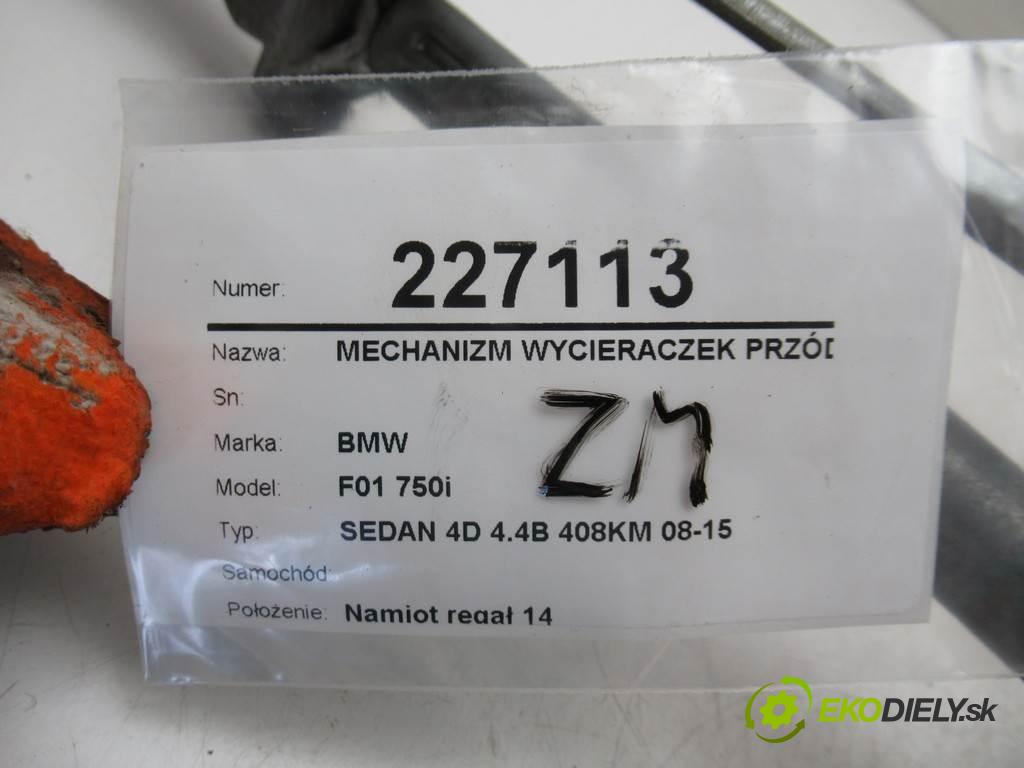 Numer: 227113
Nazwa: MECHANIZM WYCIERACZEK PRZÓD
Sn:
ZM
Marka: BMW
Model: F01 750i
Typ: SEDAN 4D 4.4B 408KM 08-15
Samochód:
Położenie: Namiot regał 14
EKODIELY.sk